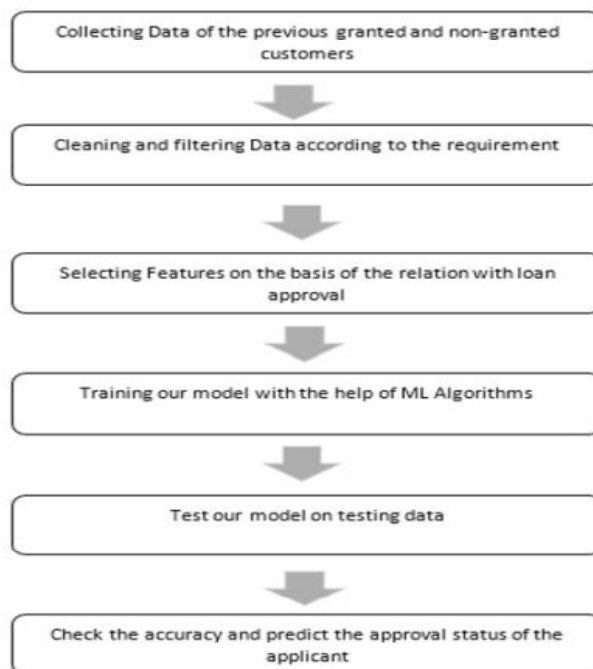 Collecting Data of the previous granted and non-granted
customers
Cleaning and filtering Data according to the requirement
Selecting Features on the basis of the relation with loan
approval
Training our model with the help of ML Algorithms
Test our model on testing data
Check the accuracy and predict the approval status of the
applicant